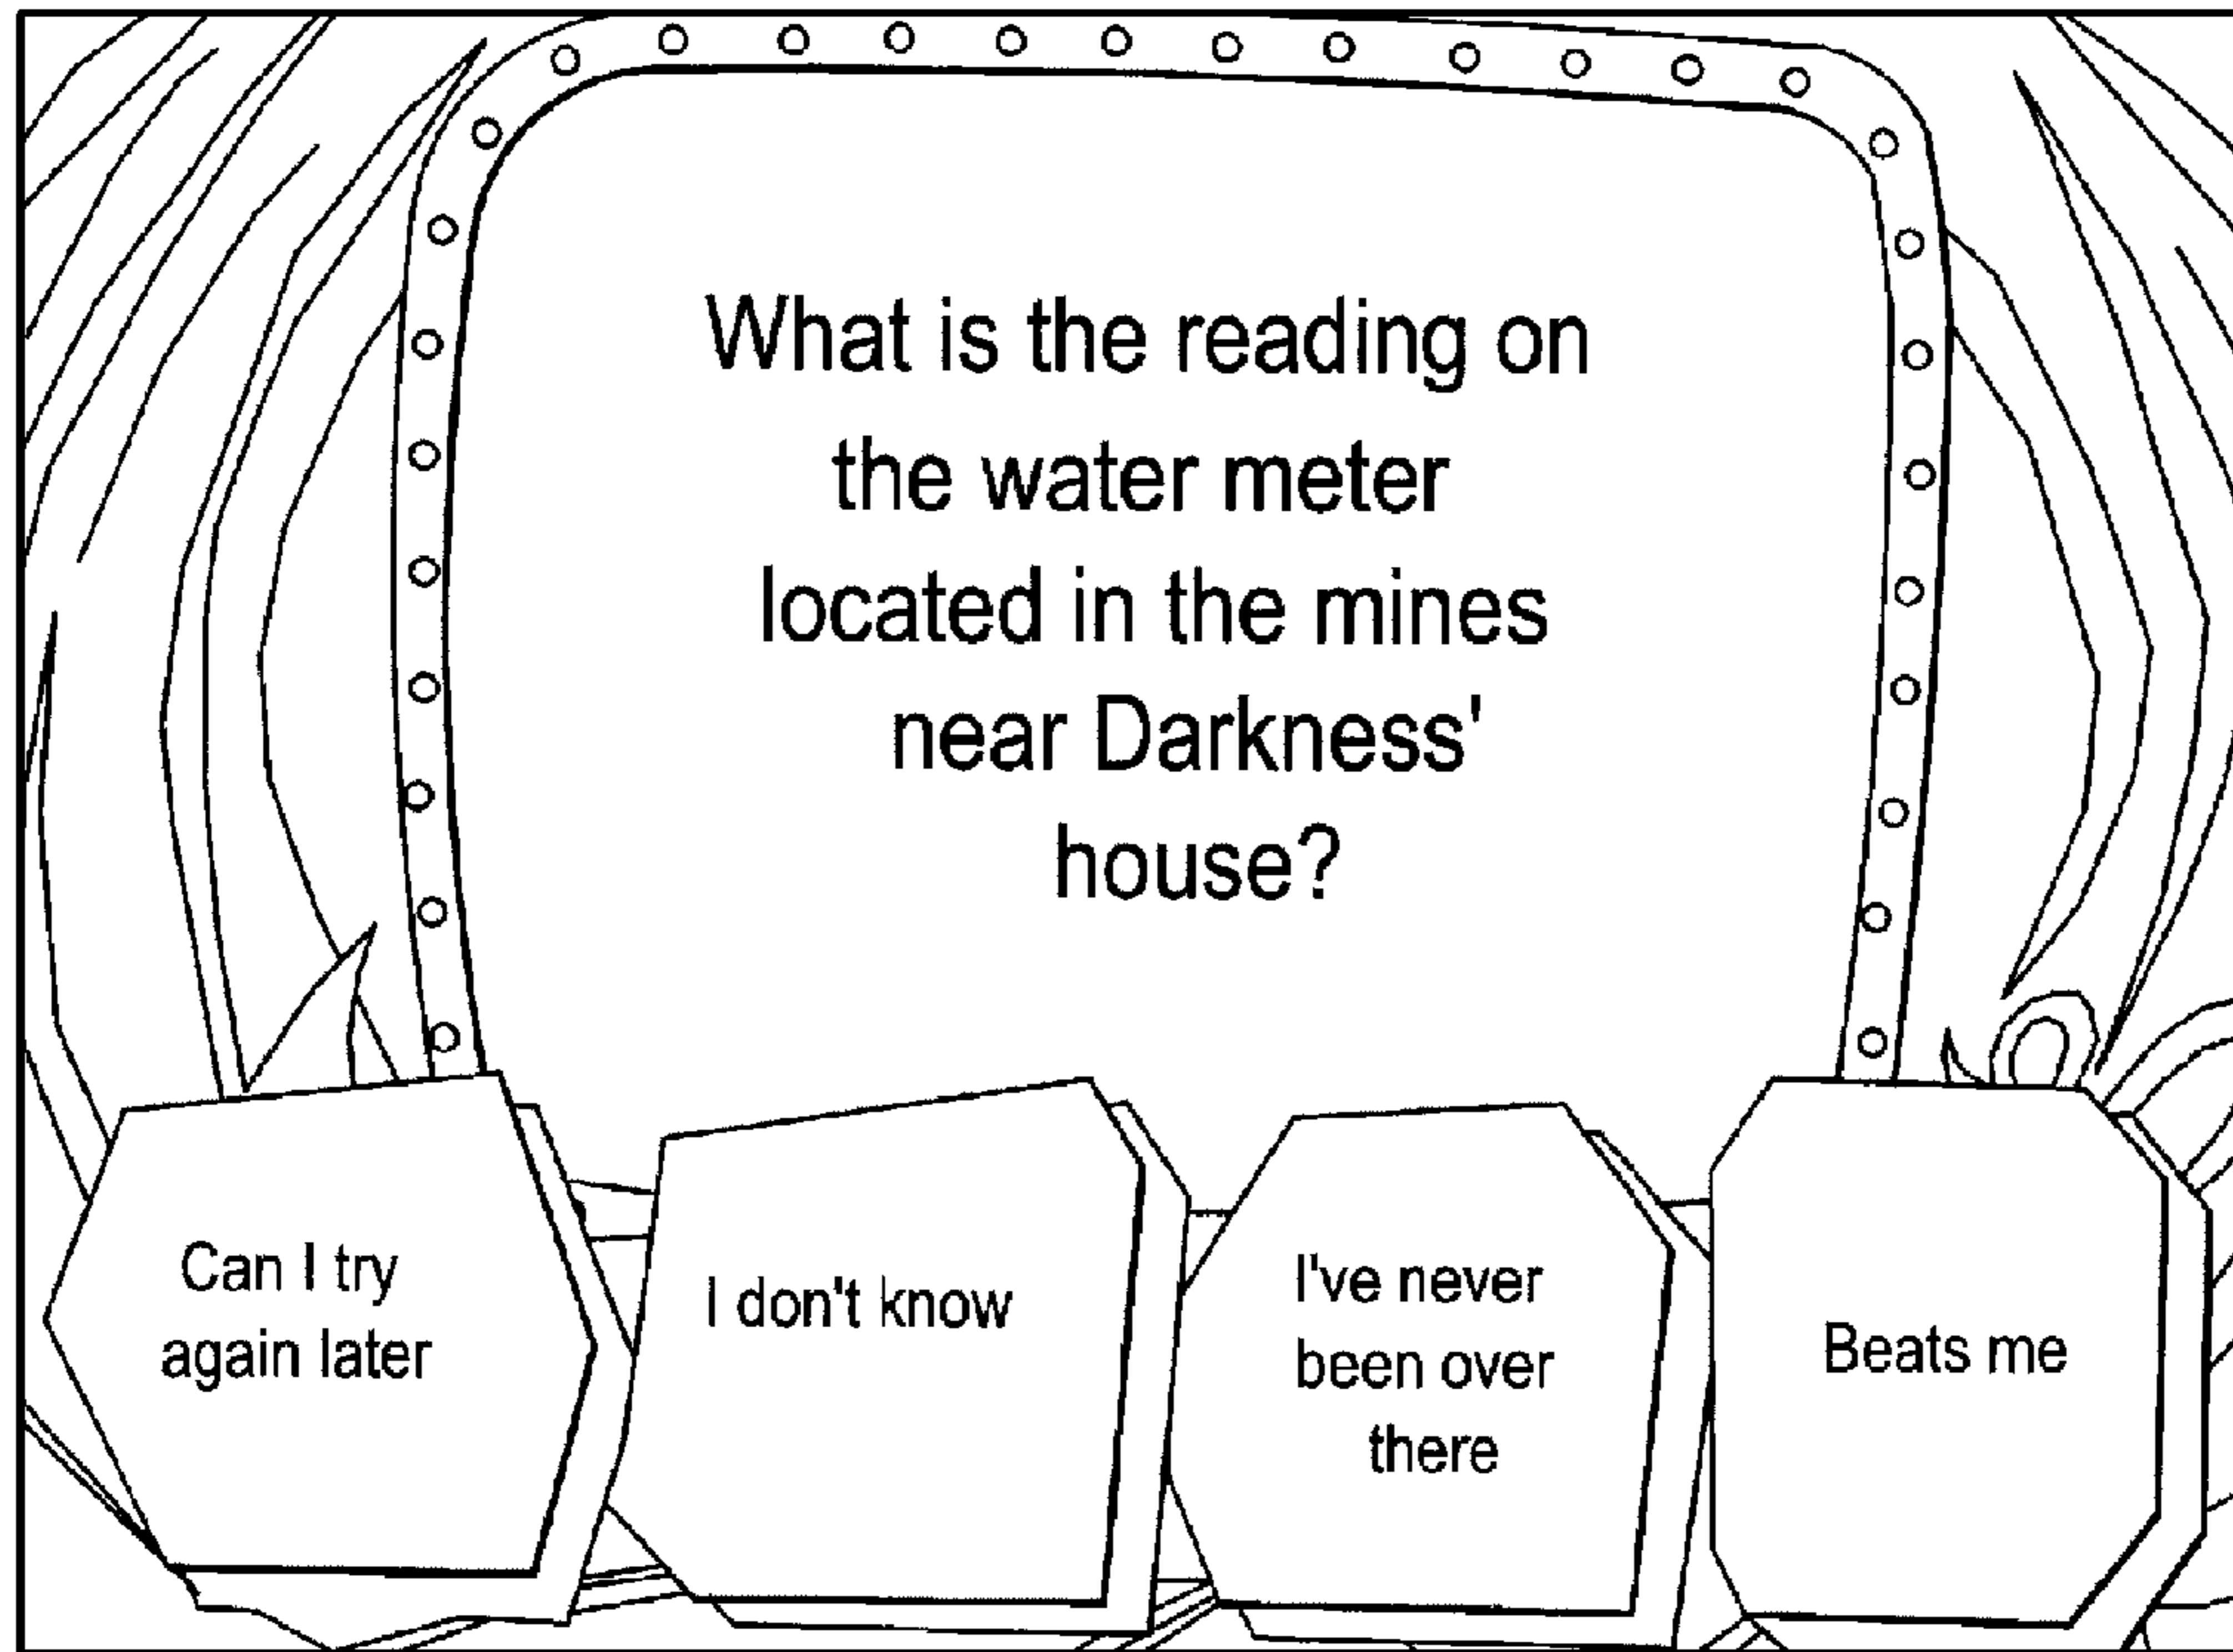 What is the reading on
the water meter
located in the mines
near Darkness'
house?
Can I try
again later
I don't know
I've never
been over
there
Beats me